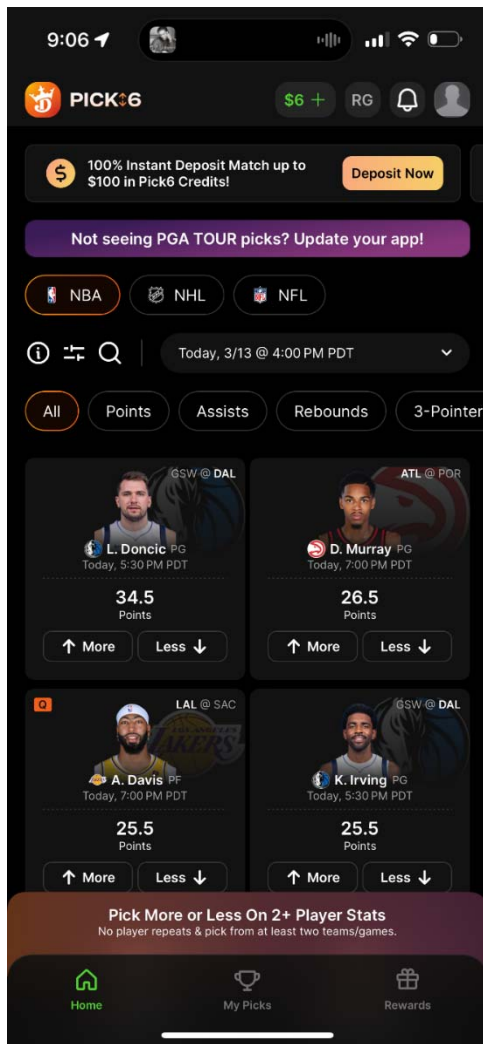 9:06
PICK6
$6 +
RG
100% Instant Deposit Match up to
$100 in Pick6 Credits!
Deposit Now
Not seeing PGA TOUR picks? Update your app!
NBA
NHL
NFL
Today, 3/13 @ 4:00 PM PDT
All
Points
Assists
Rebounds
3-Pointer
GSW @ DAL
L. Doncic PG
Today, 5:30 PM PDT
34.5
Points
↑ More
Less ↓
ATL @ POR
D. Murray PG
Today, 7:00 PM PDT
26.5
Points
↑ More
Less ↓
Q
LAL @ SAC
LOS ANGELES
LAKERS
A. Davis PF
Today, 7:00 PM PDT
25.5
Points
↑ More
Less ↓
GSW @ DAL
K. Irving PG
Today, 5:30 PM PDT
25.5
Points
↑ More
Less ↓
Pick More or Less On 2+ Player Stats
No player repeats & pick from at least two teams/games.
Home
My Picks
Rewards